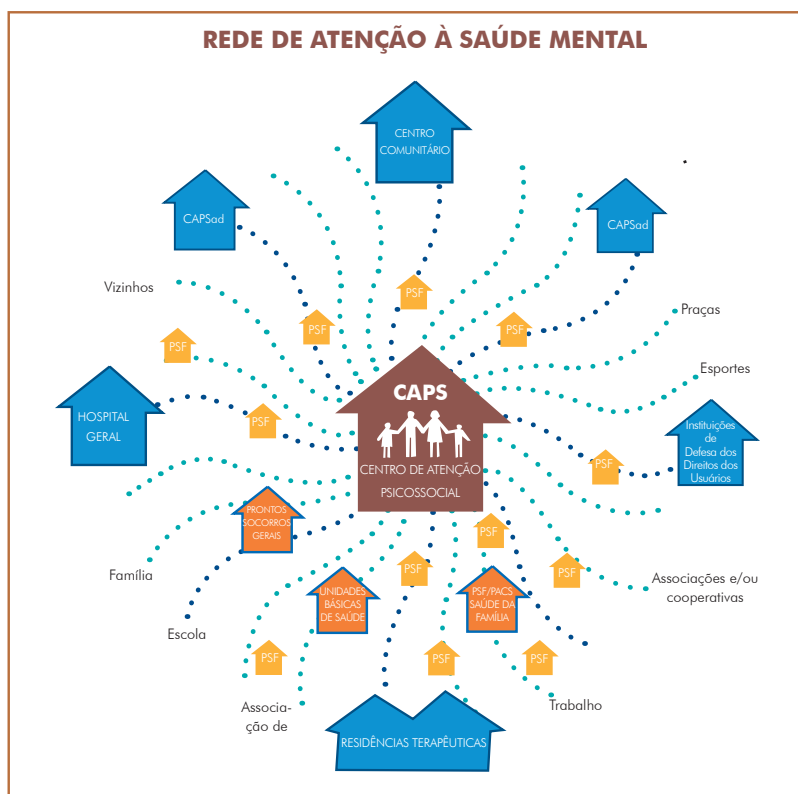 REDE DE ATENÇÃO À SAÚDE MENTAL
CENTRO
COMUNITÁRIO
CAPSad
CAPSad
Vizinhos
PSF
PSF
PSF
PSF
Praças
PSF
Esportes
CAPS
HOSPITAL
GERAL
PSF
Instituições
de
Defesa dos
Direitos dos
Usuários
CENTRO DE ATENÇÃO
PSICOSSOCIAL
PSF
PRONTOS
SOCORROS
GERAIS
PSF
Família
PSF
PSF
Associações e/ou
cooperativas
UNIDADES
BÁSICAS
DE SAÚDE
PSF/PACS
SAÚDE DA
FAMÍLIA
Escola
PSF
PSF
PSF
Associa-
ção de
Trabalho
RESIDÊNCIAS TERAPÊUTICAS